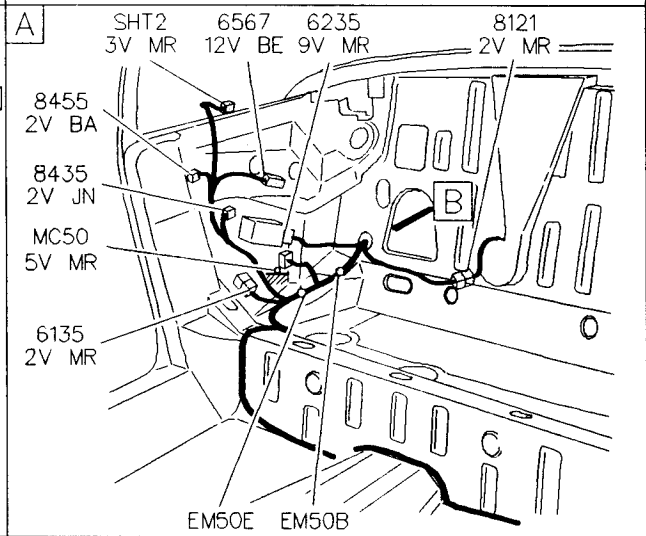 A
SHT2
3V MR
6567
12V BE
6235
9V MR
8121
2V MR
8455
2V BA
8435
2V JN
MC50
5V MR
B
6135
2V MR
EM50E
EM50B